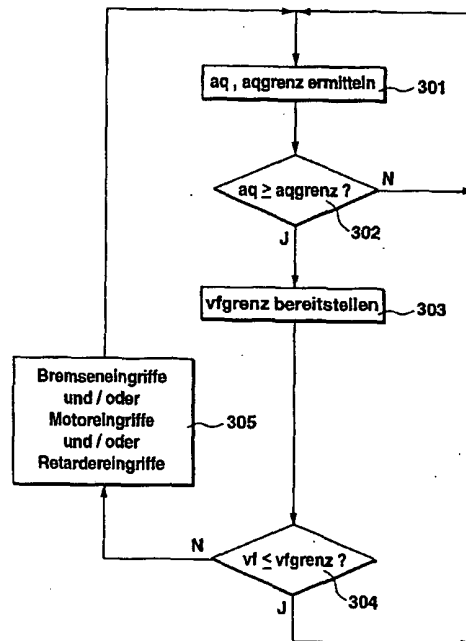 aq , aqgrenz ermitteln
301
aq ≥ aqgrenz ?
N
302
J
vfgrenz bereitstellen
303
Bremseneingriffe
und / oder
Motoreingriffe
und / oder
Retardereingriffe
305
N
vf ≤ vfgrenz ?
304
J